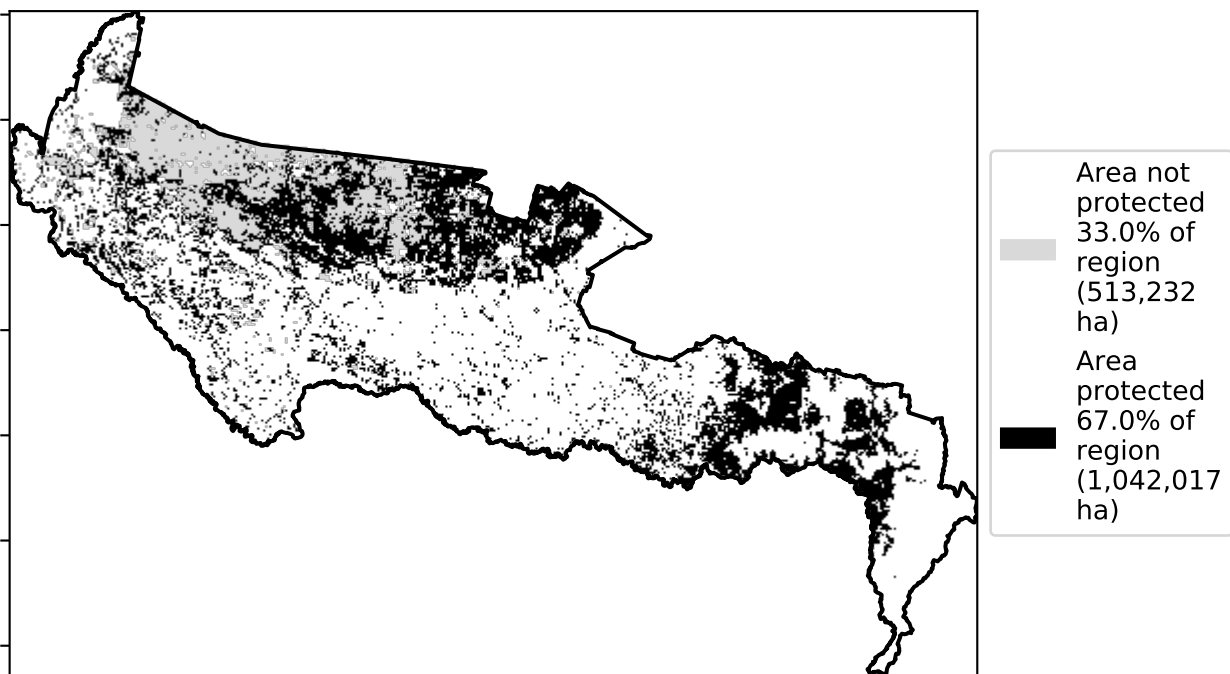 Area not
protected
33.0% of
region
(513,232
ha)
Area
protected
67.0% of
region
(1,042,017
ha)